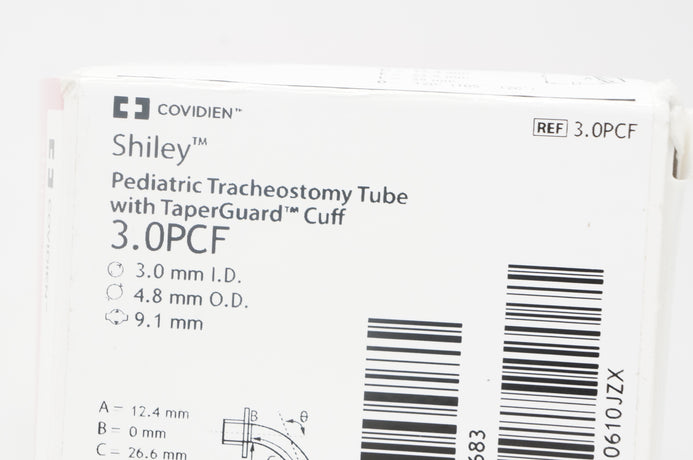 COVIDIEN™
Shiley™
REF 3.0PCF
Pediatric Tracheostomy Tube
with TaperGuard™ Cuff
3.0PCF
3.0 mm I.D.
4.8 mm O.D.
9.1 mm
A = 12.4 mm
B = 0 mm
C = 26.6 mm
B θ
683
0610JZX
COVIDIEN